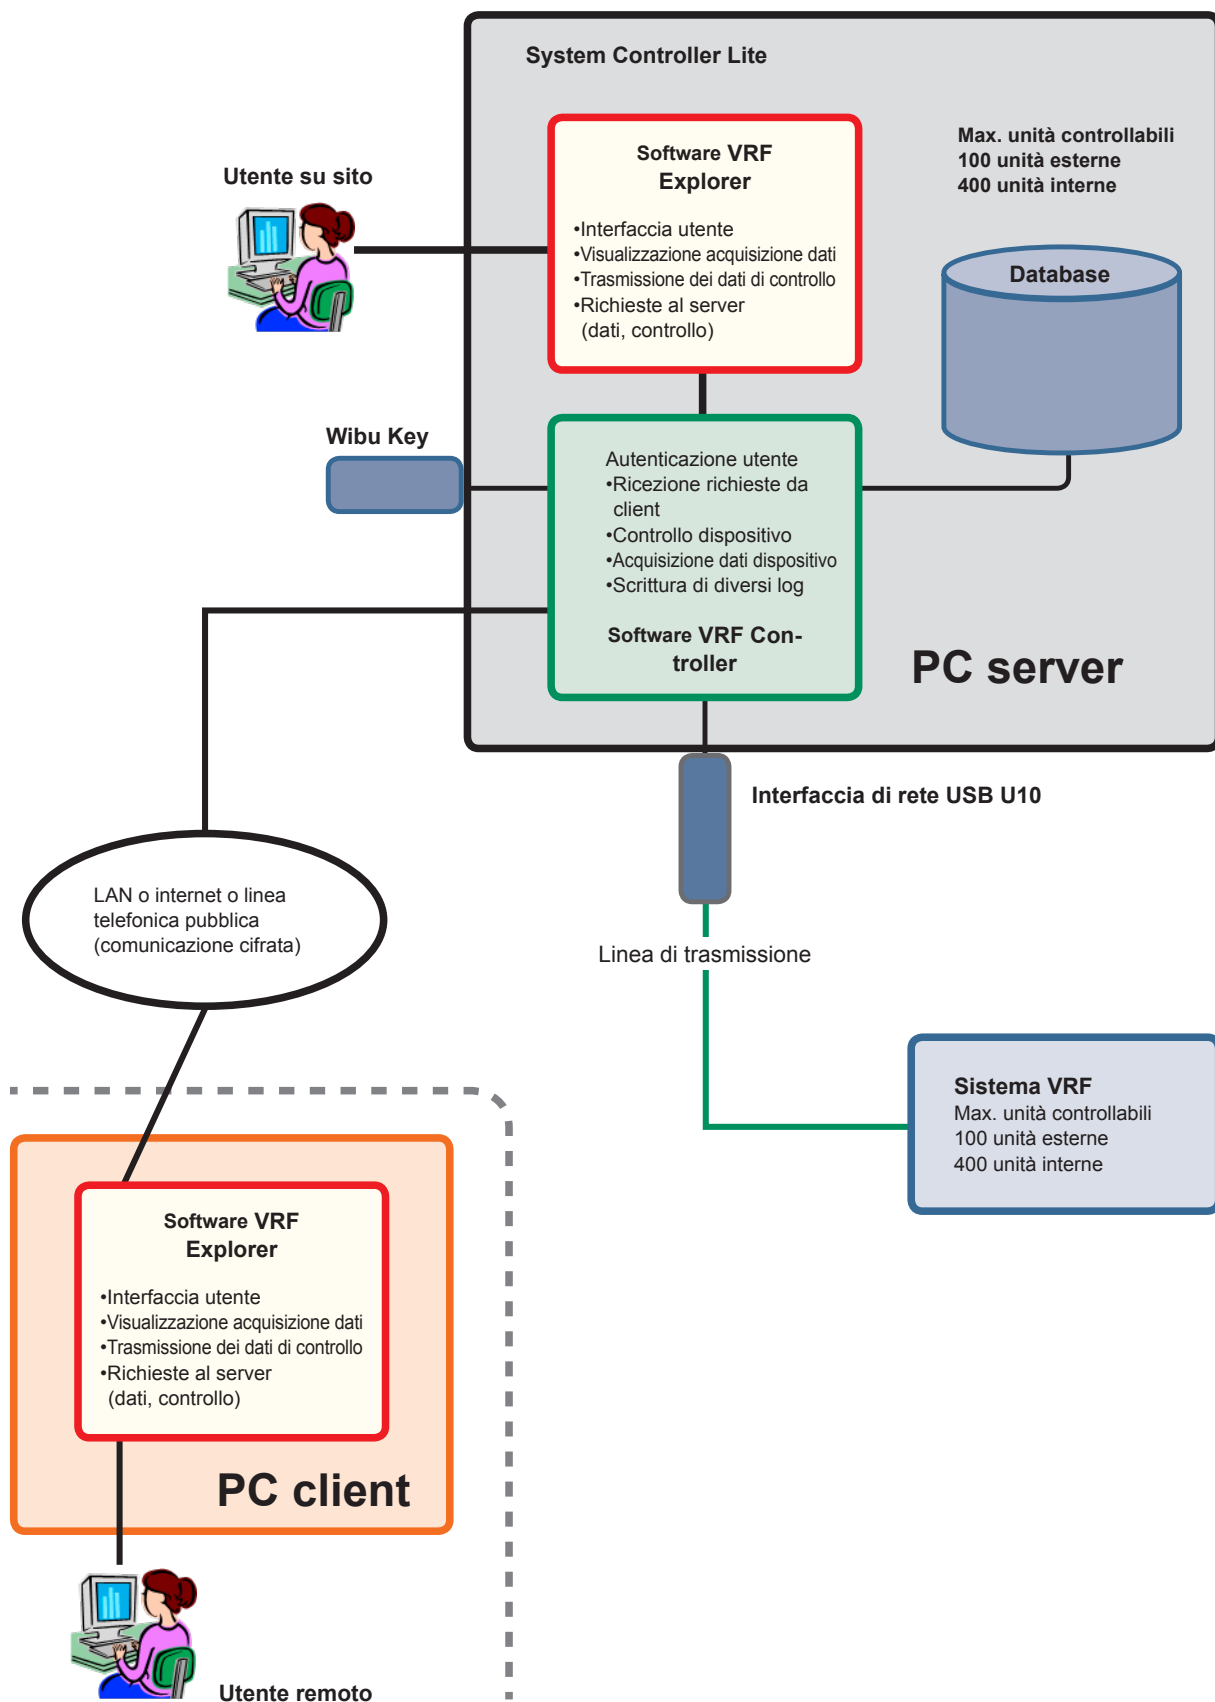 System Controller Lite
Software VRF
Explorer
•Interfaccia utente
•Visualizzazione acquisizione dati
•Trasmissione dei dati di controllo
•Richieste al server
(dati, controllo)
Max. unità controllabili
100 unità esterne
400 unità interne
Utente su sito
Database
Wibu Key
Autenticazione utente
•Ricezione richieste da
client
•Controllo dispositivo
•Acquisizione dati dispositivo
•Scrittura di diversi log
Software VRF Con-
troller
PC server
Interfaccia di rete USB U10
LAN o internet o linea
telefonica pubblica
(comunicazione cifrata)
Linea di trasmissione
Sistema VRF
Max. unità controllabili
100 unità esterne
400 unità interne
Software VRF
Explorer
•Interfaccia utente
•Visualizzazione acquisizione dati
•Trasmissione dei dati di controllo
•Richieste al server
(dati, controllo)
PC client
Utente remoto